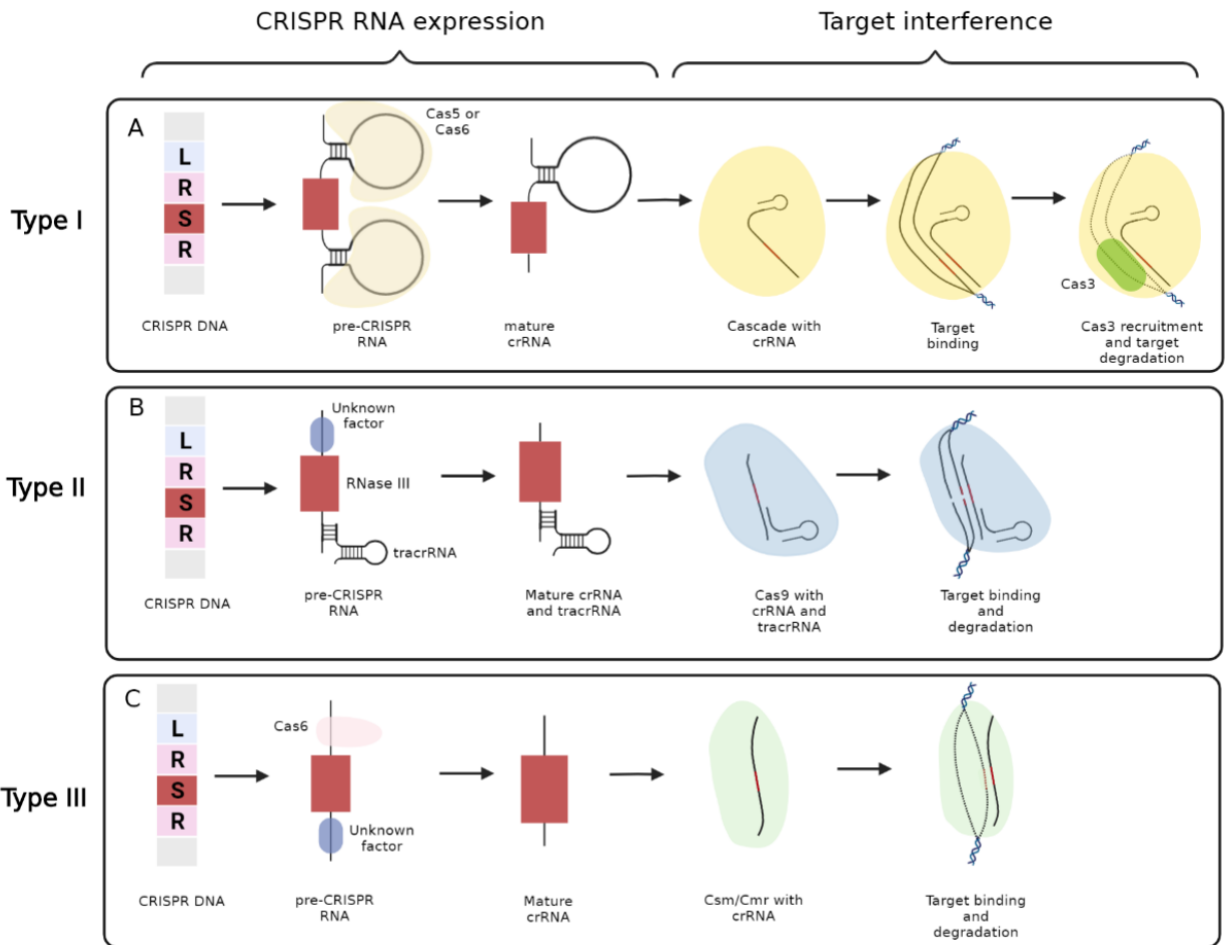 CRISPR RNA expression
Target interference
Type I
A
L
R
S
R
CRISPR DNA
Cas5 or
Cas6
pre-CRISPR
RNA
mature
crRNA
Cascade with
crRNA
Target
binding
Cas3
Cas3 recruitment
and target
degradation
Type II
B
L
R
S
R
CRISPR DNA
Unknown
factor
RNase III
tracrRNA
pre-CRISPR
RNA
Mature crRNA
and tracrRNA
Cas9 with
crRNA and
tracrRNA
Target binding
and
degradation
Type III
C
L
R
S
R
CRISPR DNA
Cas6
Unknown
factor
pre-CRISPR
RNA
Mature
crRNA
Csm/Cmr with
crRNA
Target binding
and
degradation